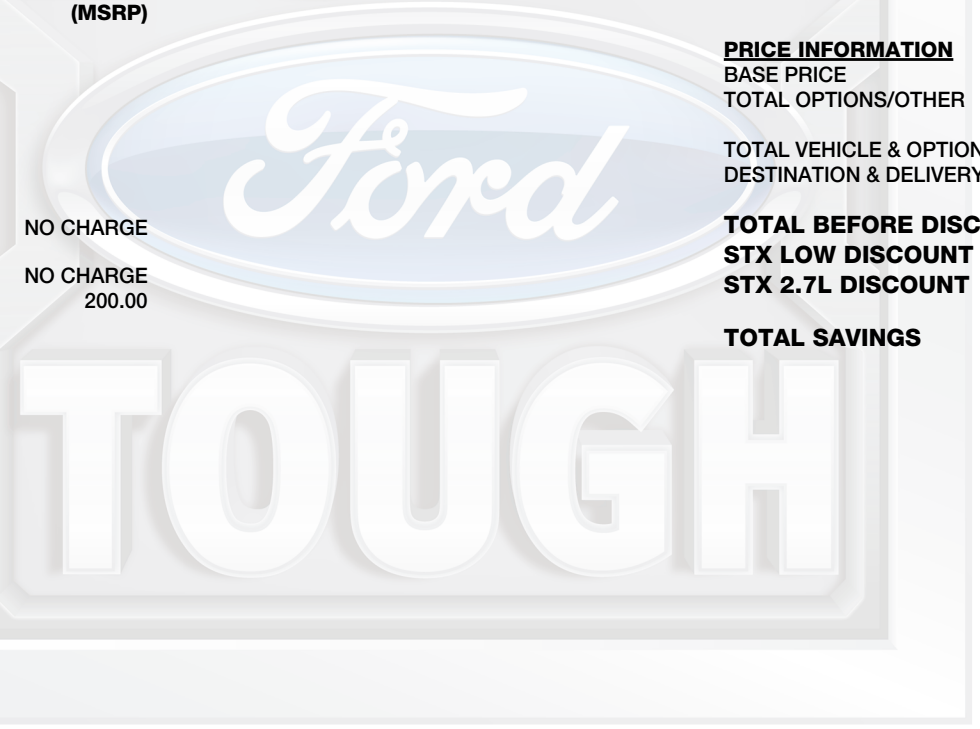 (MSRP)
NO CHARGE
NO CHARGE
200.00
PRICE INFORMATION
BASE PRICE
TOTAL OPTIONS/OTHER
TOTAL VEHICLE & OPTION
DESTINATION & DELIVERY
TOTAL BEFORE DISC
STX LOW DISCOUNT
STX 2.7L DISCOUNT
TOTAL SAVINGS
Ford
TOUGH